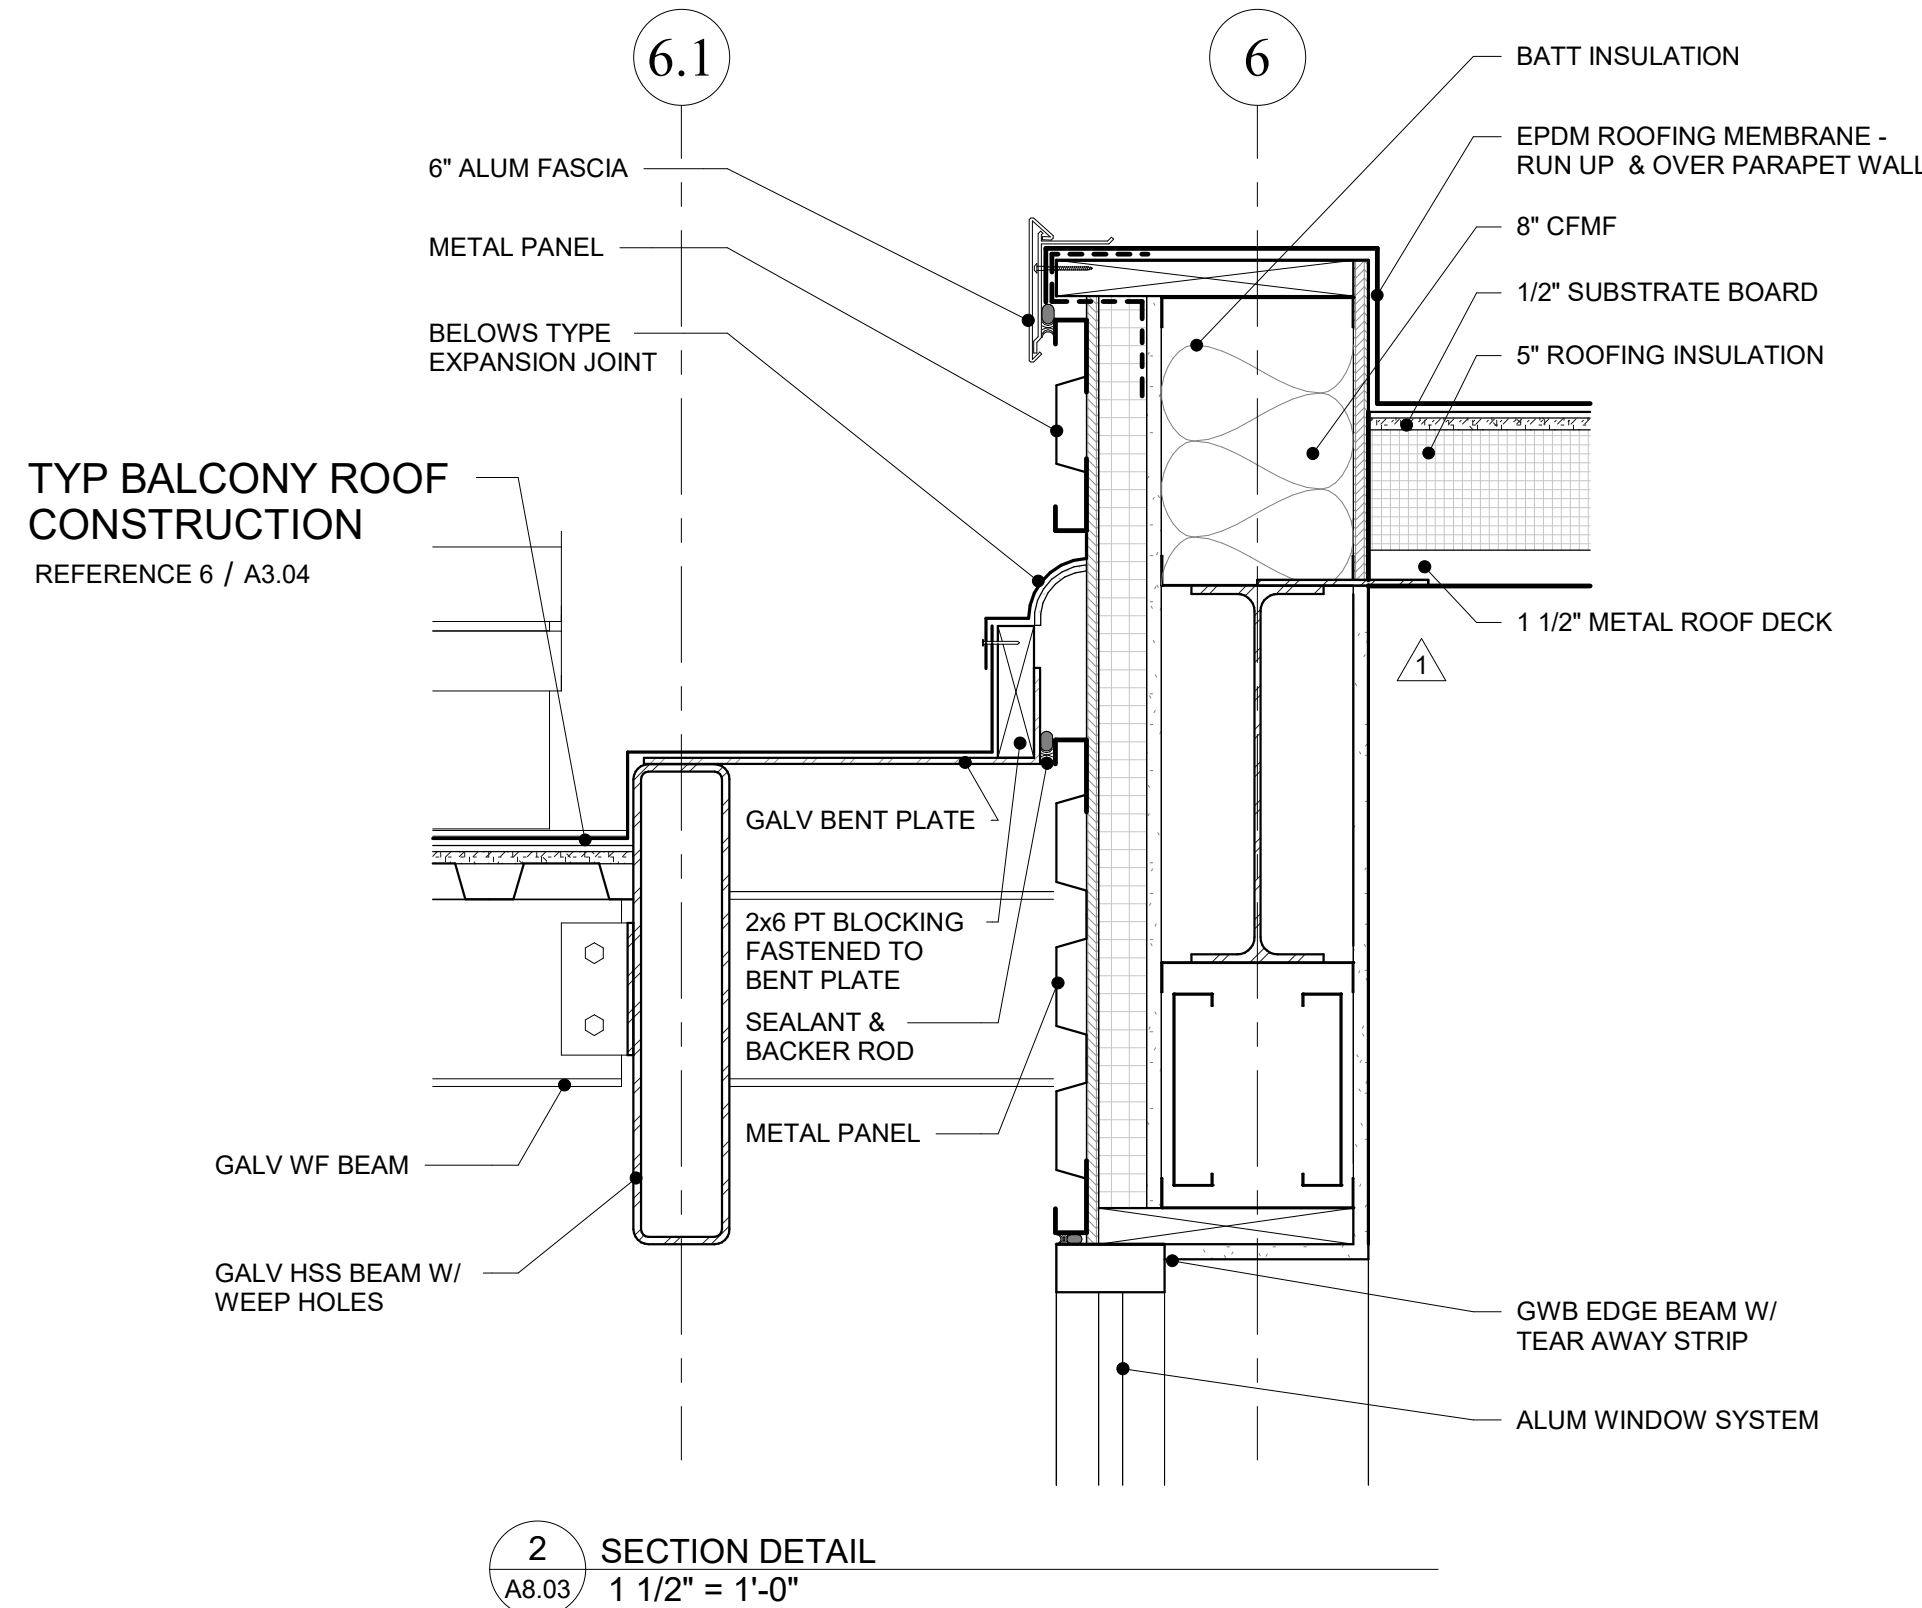 6.1
6
BATT INSULATION
EPDM ROOFING MEMBRANE -
RUN UP & OVER PARAPET WALL
8" CFMF
1/2" SUBSTRATE BOARD
5" ROOFING INSULATION
1 1/2" METAL ROOF DECK
1
6" ALUM FASCIA
METAL PANEL
BELOWS TYPE
EXPANSION JOINT
TYP BALCONY ROOF
CONSTRUCTION
REFERENCE 6 / A3.04
GALV BENT PLATE
2x6 PT BLOCKING
FASTENED TO
BENT PLATE
SEALANT &
BACKER ROD
METAL PANEL
GALV WF BEAM
GALV HSS BEAM W/
WEEP HOLES
GWB EDGE BEAM W/
TEAR AWAY STRIP
ALUM WINDOW SYSTEM
2
A8.03
SECTION DETAIL
1 1/2" = 1'-0"